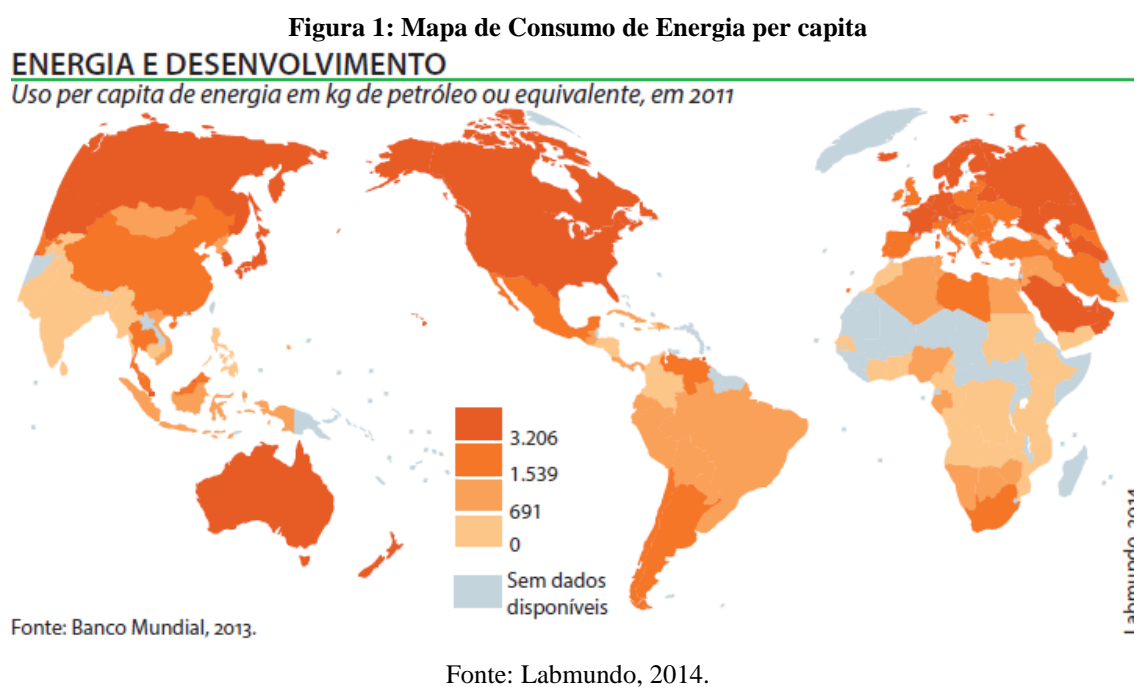 Figura 1: Mapa de Consumo de Energia per capita
ENERGIA E DESENVOLVIMENTO
Uso per capita de energia em kg de petróleo ou equivalente, em 2011
3.206
1.539
691
0
Sem dados
disponíveis
Labmundo, 2014
Fonte: Banco Mundial, 2013.
Fonte: Labmundo, 2014.